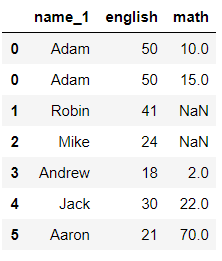 name_1 english math
0 Adam 50 10.0
0 Adam 50 15.0
1 Robin 41 NaN
2 Mike 24 NaN
3 Andrew 18 2.0
4 Jack 30 22.0
5 Aaron 21 70.0